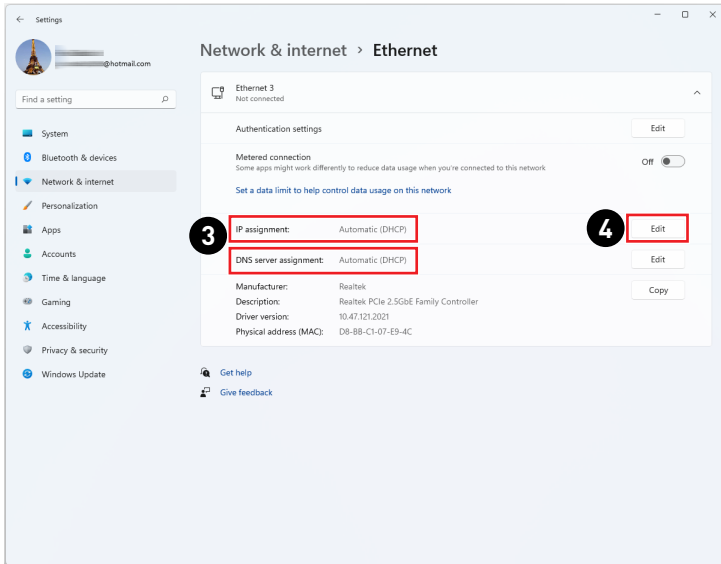 Settings
@hotmail.com
Find a setting
System
Bluetooth & devices
Network & internet
Personalization
Apps
Accounts
Time & language
Gaming
Accessibility
Privacy & security
Windows Update
Network & internet > Ethernet
Ethernet 3
Not connected
Authentication settings Edit
Metered connection
Some apps might work differently to reduce data usage when you're connected to this network
Off
Set a data limit to help control data usage on this network
3 IP assignment: Automatic (DHCP) 4 Edit
DNS server assignment: Automatic (DHCP) Edit
Manufacturer: Realtek Copy
Description: Realtek PCIe 2.5GbE Family Controller
Driver version: 10.47.121.2021
Physical address (MAC): D8-BB-C1-07-E9-4C
Get help
Give feedback